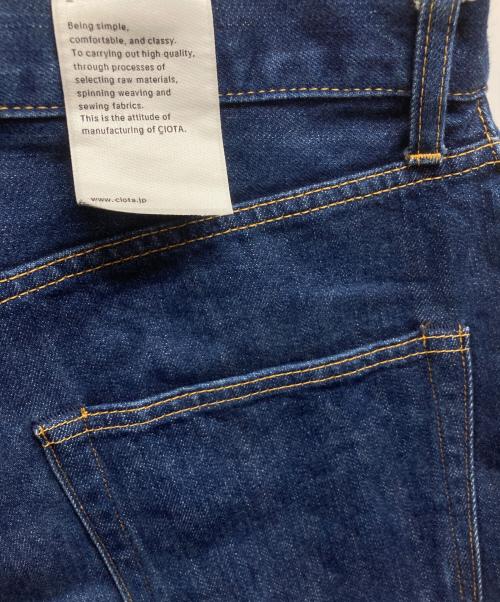 Being simple,
comfortable, and classy.
To carrying out high quality,
through processes of
selecting raw materials,
spinning weaving and
sewing fabrics.
This is the attitude of
manufacturing of CIOTA.
www.ciota.jp